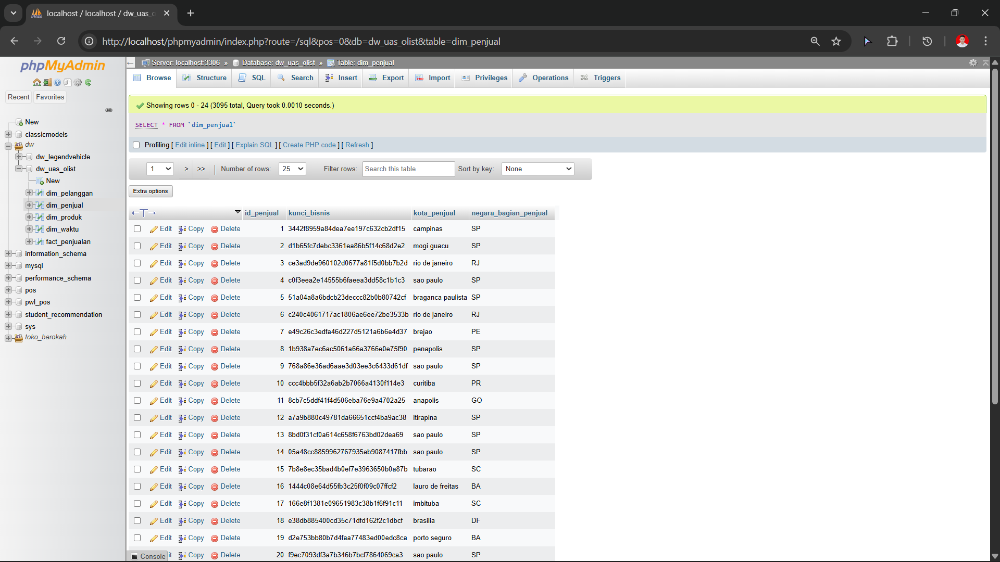 localhost / localhost / dw_uas_o
http://localhost/phpmyadmin/index.php?route=/sql&pos=0&db=dw_uas_olist&table=dim_penjual
phpMyAdmin
Recent Favorites
New
classicmodels
dw
dw_legendvehicle
dw_uas_olist
New
dim_pelanggan
dim_penjual
dim_produk
dim_waktu
fact_penjualan
information_schema
mysql
performance_schema
pos
pwl_pos
student_recommendation
sys
toko_barokah
Server: localhost:3306 » Database: dw_uas_olist » Table: dim_penjual
Browse Structure SQL Search Insert Export Import Privileges Operations Triggers
Showing rows 0 - 24 (3095 total, Query took 0.0010 seconds.)
SELECT * FROM `dim_penjual`
Profiling [ Edit inline ] [ Edit ] [ Explain SQL ] [ Create PHP code ] [ Refresh ]
1 > >> | Number of rows: 25 Filter rows: Search this table Sort by key: None
Extra options
←T→ id_penjual kunci_bisnis kota_penjual negara_bagian_penjual
Edit Copy Delete 1 3442f8959a84dea7ee197c632cb2df15 campinas SP
Edit Copy Delete 2 d1b65fc7debc3361ea86b5f14c68d2e2 mogi guacu SP
Edit Copy Delete 3 ce3ad9de960102d0677a81f5d0bb7b2d rio de janeiro RJ
Edit Copy Delete 4 c0f3eea2e14555b6faeea3dd58c1b1c3 sao paulo SP
Edit Copy Delete 5 51a04a8a6bdcb23deccc82b0b80742cf braganca paulista SP
Edit Copy Delete 6 c240c4061717ac1806ae6ee72be3533b rio de janeiro RJ
Edit Copy Delete 7 e49c26c3edfa46d227d5121a6b6e4d37 brejao PE
Edit Copy Delete 8 1b938a7ec6ac5061a66a3766e0e75f90 penapolis SP
Edit Copy Delete 9 768a86e36ad6aae3d03ee3c6433d61df sao paulo SP
Edit Copy Delete 10 ccc4bbb5f32a6ab2b7066a4130f114e3 curitiba PR
Edit Copy Delete 11 8cb7c5ddf41f4d506eba76e9a4702a25 anapolis GO
Edit Copy Delete 12 a7a9b880c49781da66651ccf4ba9ac38 itirapina SP
Edit Copy Delete 13 8bd0f31cf0a614c658f6763bd02dea69 sao paulo SP
Edit Copy Delete 14 05a48cc8859962767935ab9087417fbb sao paulo SP
Edit Copy Delete 15 7b8e8ec35bad4b0ef7e3963650b0a87b tubarao SC
Edit Copy Delete 16 1444c08e64d55fb3c25f0f09c07ffcf2 lauro de freitas BA
Edit Copy Delete 17 166e8f1381e09651983c38b1f6f91c11 imbituba SC
Edit Copy Delete 18 e38db885400cd35c71dfd162f2c1dbcf brasilia DF
Edit Copy Delete 19 d2e753bb80b7d4faa77483ed00edc8ca porto seguro BA
Console it Copy Delete 20 f9ec7093df3a7b346b7bcf7864069ca3 sao paulo SP